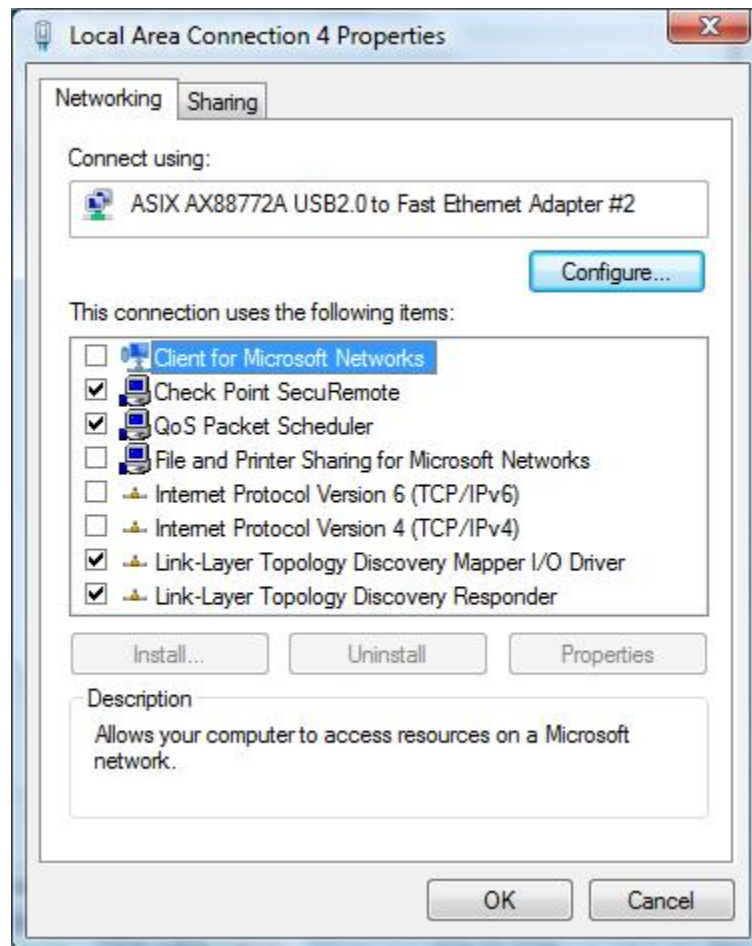 Local Area Connection 4 Properties
Networking Sharing
Connect using:
ASIX AX88772A USB2.0 to Fast Ethernet Adapter #2
Configure...
This connection uses the following items:
Client for Microsoft Networks
Check Point SecuRemote
QoS Packet Scheduler
File and Printer Sharing for Microsoft Networks
Internet Protocol Version 6 (TCP/IPv6)
Internet Protocol Version 4 (TCP/IPv4)
Link-Layer Topology Discovery Mapper I/O Driver
Link-Layer Topology Discovery Responder
Install... Uninstall Properties
Description
Allows your computer to access resources on a Microsoft
network.
OK Cancel